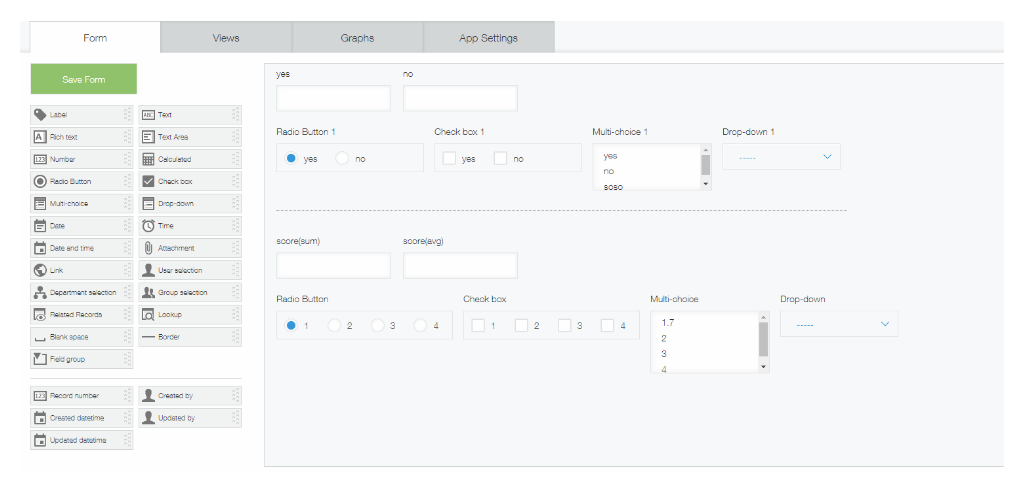 Form
Views
Graphs
App Settings
Save Form
Label
ABC Text
A Rich text
Text Area
123 Number
Calculated
Radio Button
Check box
Multi-choice
Drop-down
Date
Time
Date and time
Attachment
Link
User selection
Department selection
Group selection
Related Records
Lookup
Blank space
Border
Field group
123 Record number
Created by
Created datetime
Updated by
Updated datetime
yes
no
Radio Button 1
Check box 1
Multi-choice 1
Drop-down 1
yes no
yes no
yes
no
soso
-----
score(sum)
score(avg)
Radio Button
Check box
Multi-choice
Drop-down
1 2 3 4
1 2 3 4
1.7
2
3
4
-----